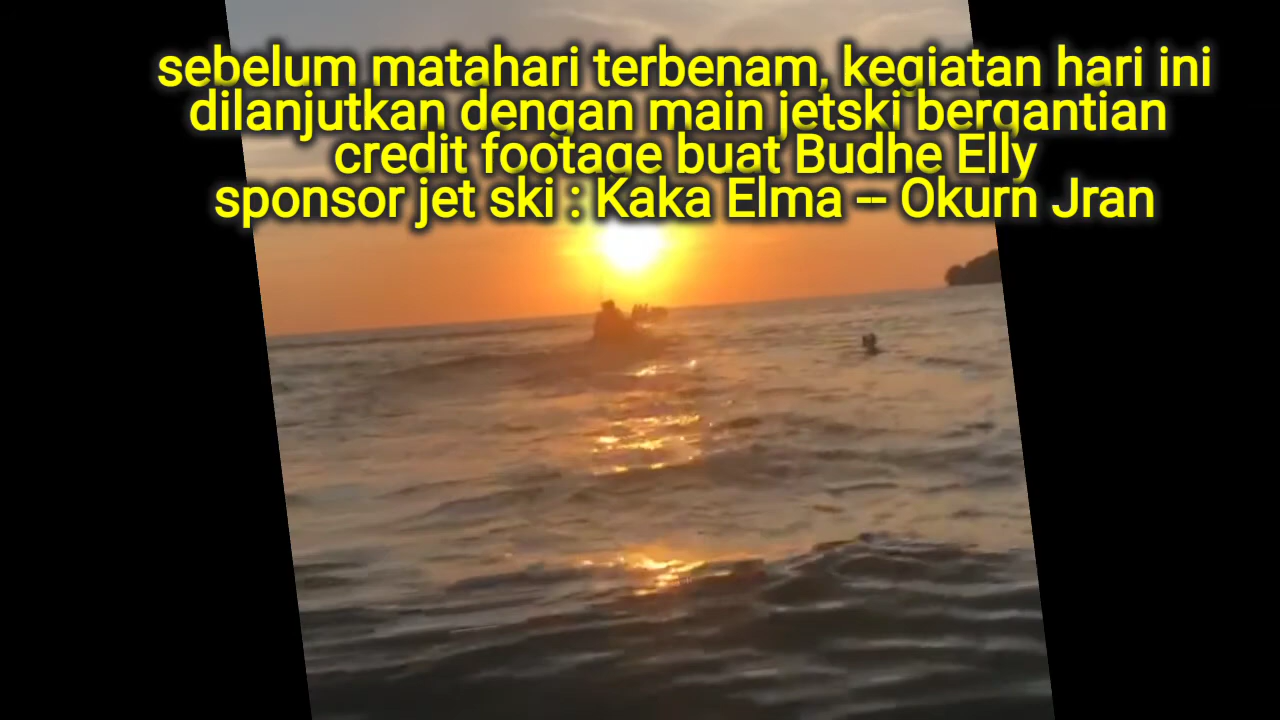 sebelum matahari terbenam, kegiatan hari ini
dilanjutkan dengan main jetski bergantian
credit footage buat Budhe Elly
sponsor jet ski : Kaka Elma -- Okurn Jran